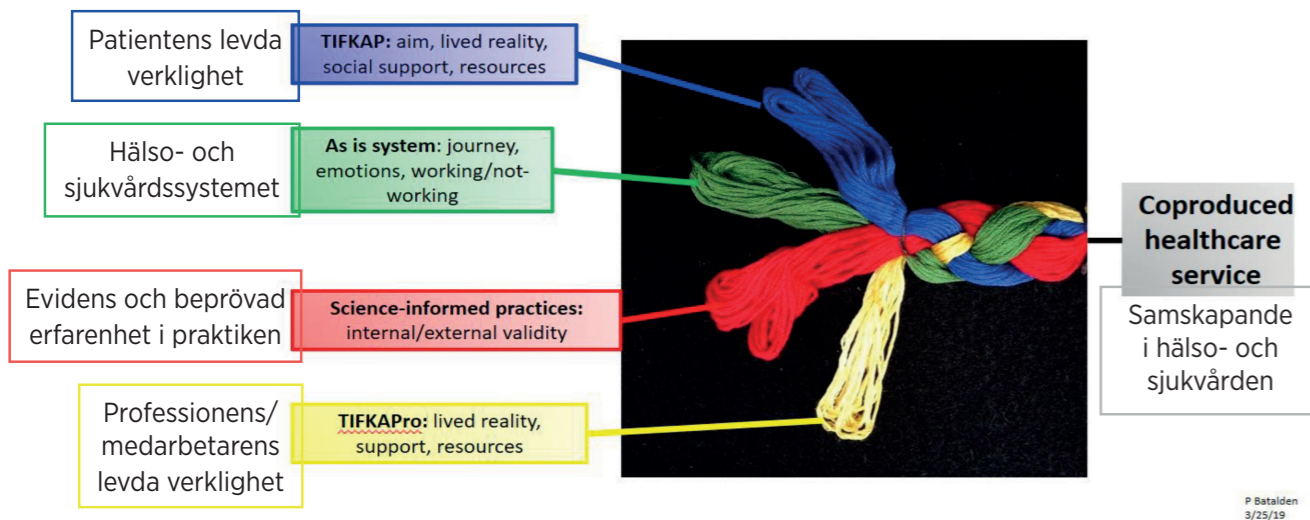 Patientens levda
verklighet
TIFKAP: aim, lived reality,
social support, resources
Hälso- och
sjukvårdssystemet
As is system: journey,
emotions, working/not-
working
Evidens och beprövad
erfarenhet i praktiken
Science-informed practices:
internal/external validity
Professionens/
medarbetarens
levda verklighet
TIFKAPro: lived reality,
support, resources
Coproduced
healthcare
service
Samskapande
i hälso- och
sjukvården
P Batalden
3/25/19